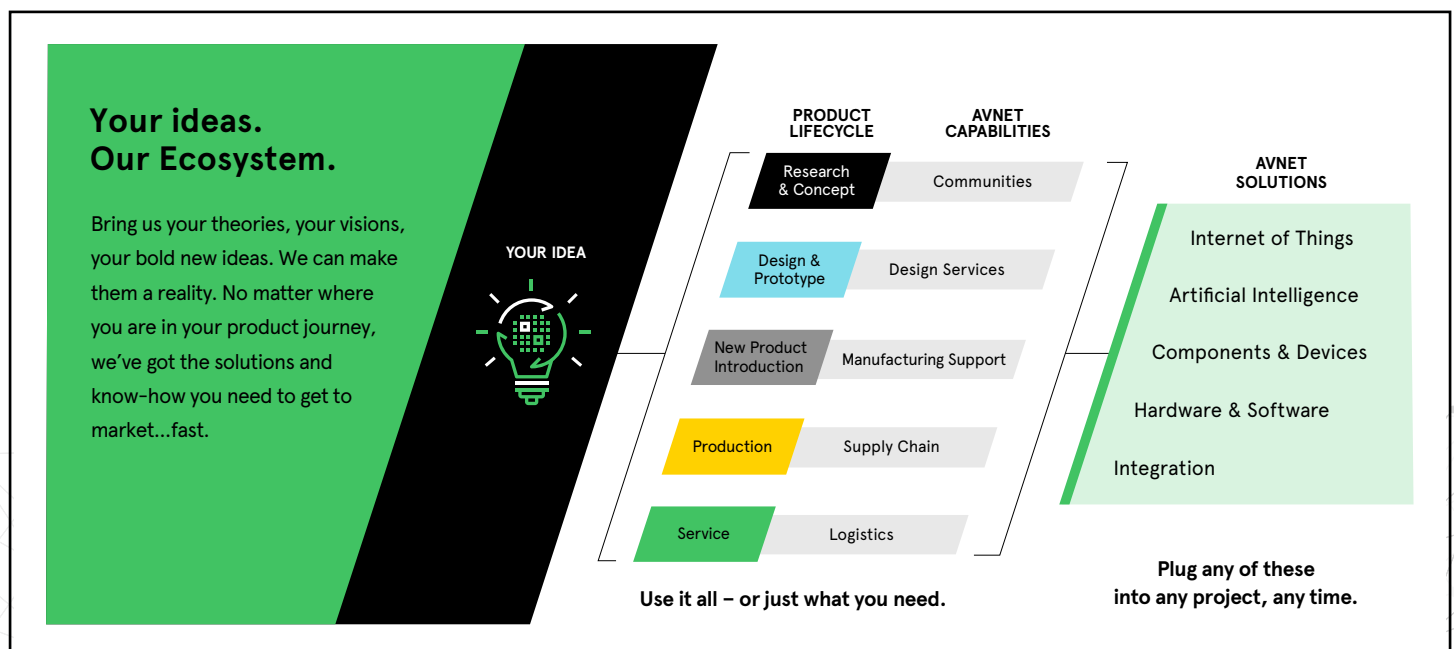 Your ideas.
Our Ecosystem.
Bring us your theories, your visions,
your bold new ideas. We can make
them a reality. No matter where
you are in your product journey,
we’ve got the solutions and
know-how you need to get to
market...fast.
YOUR IDEA
PRODUCT
LIFECYCLE
AVNET
CAPABILITIES
Research
& Concept
Communities
Design &
Prototype
Design Services
New Product
Introduction
Manufacturing Support
Production
Supply Chain
Service
Logistics
Use it all – or just what you need.
AVNET
SOLUTIONS
Internet of Things
Artificial Intelligence
Components & Devices
Hardware & Software
Integration
Plug any of these
into any project, any time.